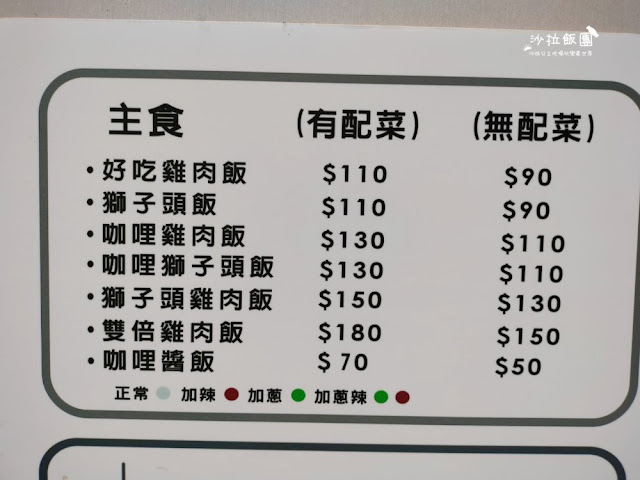 沙拉飯團
主食 (有配菜) (無配菜)
・好吃雞肉飯 $110 $90
・獅子頭飯 $110 $90
・咖哩雞肉飯 $130 $110
・咖哩獅子頭飯 $130 $110
・獅子頭雞肉飯 $150 $130
・雙倍雞肉飯 $180 $150
・咖哩醬飯 $70 $50
正常 加辣 加蔥 加蔥辣